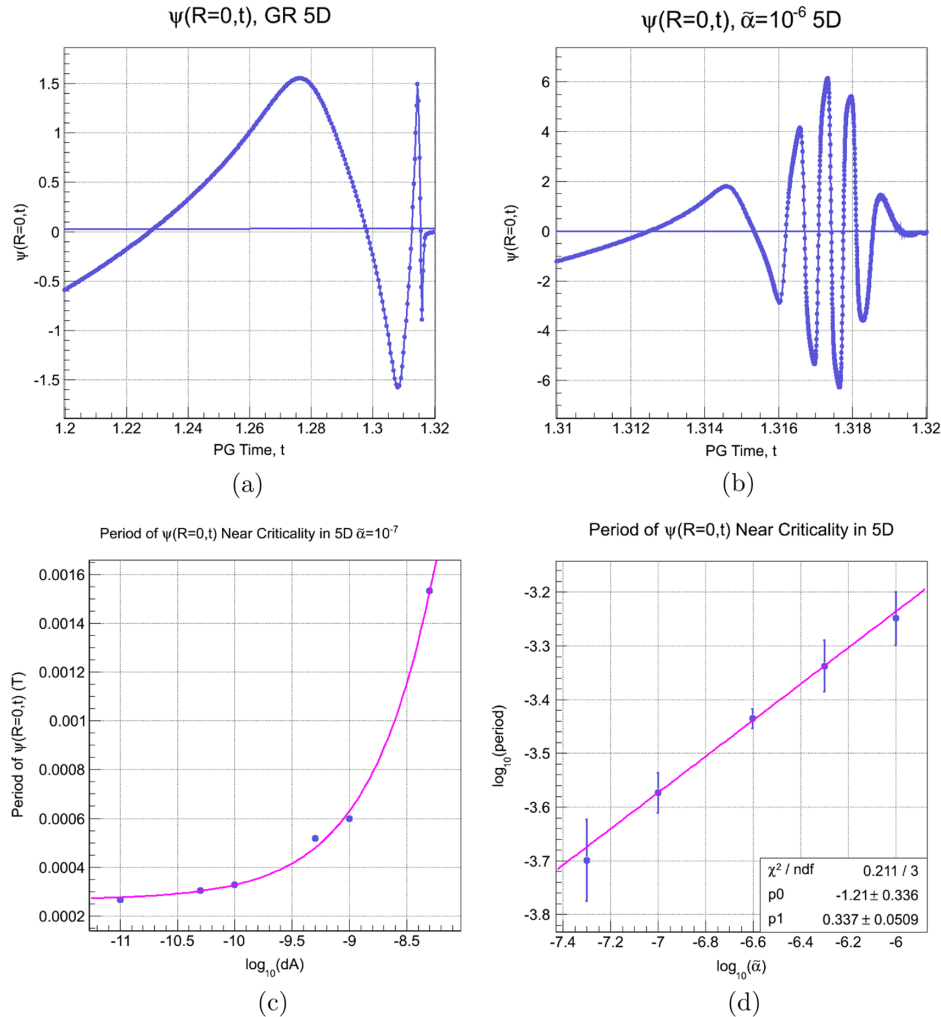 ψ(R=0,t), GR 5D
ψ(R=0,t)
1.5
1
0.5
0
-0.5
-1
-1.5
1.2
1.22
1.24
1.26
1.28
1.3
1.32
PG Time, t
(a)
ψ(R=0,t), α̃=10⁻⁶ 5D
ψ(R=0,t)
6
4
2
0
-2
-4
-6
1.31
1.312
1.314
1.316
1.318
1.32
PG Time, t
(b)
Period of ψ(R=0,t) Near Criticality in 5D α̃=10⁻⁷
Period of ψ(R=0,t) (T)
0.0016
0.0014
0.0012
0.001
0.0008
0.0006
0.0004
0.0002
-11
-10.5
-10
-9.5
-9
-8.5
log₁₀(dA)
(c)
Period of ψ(R=0,t) Near Criticality in 5D
log₁₀(period)
-3.2
-3.3
-3.4
-3.5
-3.6
-3.7
-3.8
χ² / ndf 0.211 / 3
p0 -1.21 ± 0.336
p1 0.337 ± 0.0509
-7.4
-7.2
-7
-6.8
-6.6
-6.4
-6.2
-6
log₁₀(α̃)
(d)